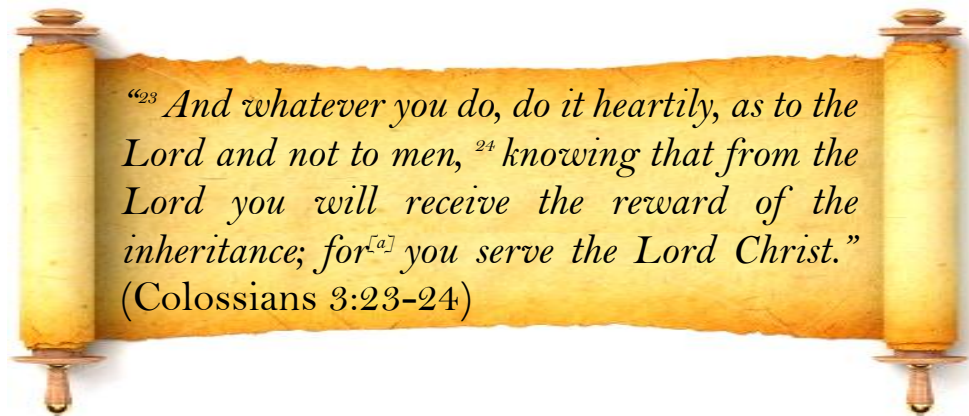 “23 And whatever you do, do it heartily, as to the
Lord and not to men, 24 knowing that from the
Lord you will receive the reward of the
inheritance; for[a] you serve the Lord Christ.”
(Colossians 3:23-24)